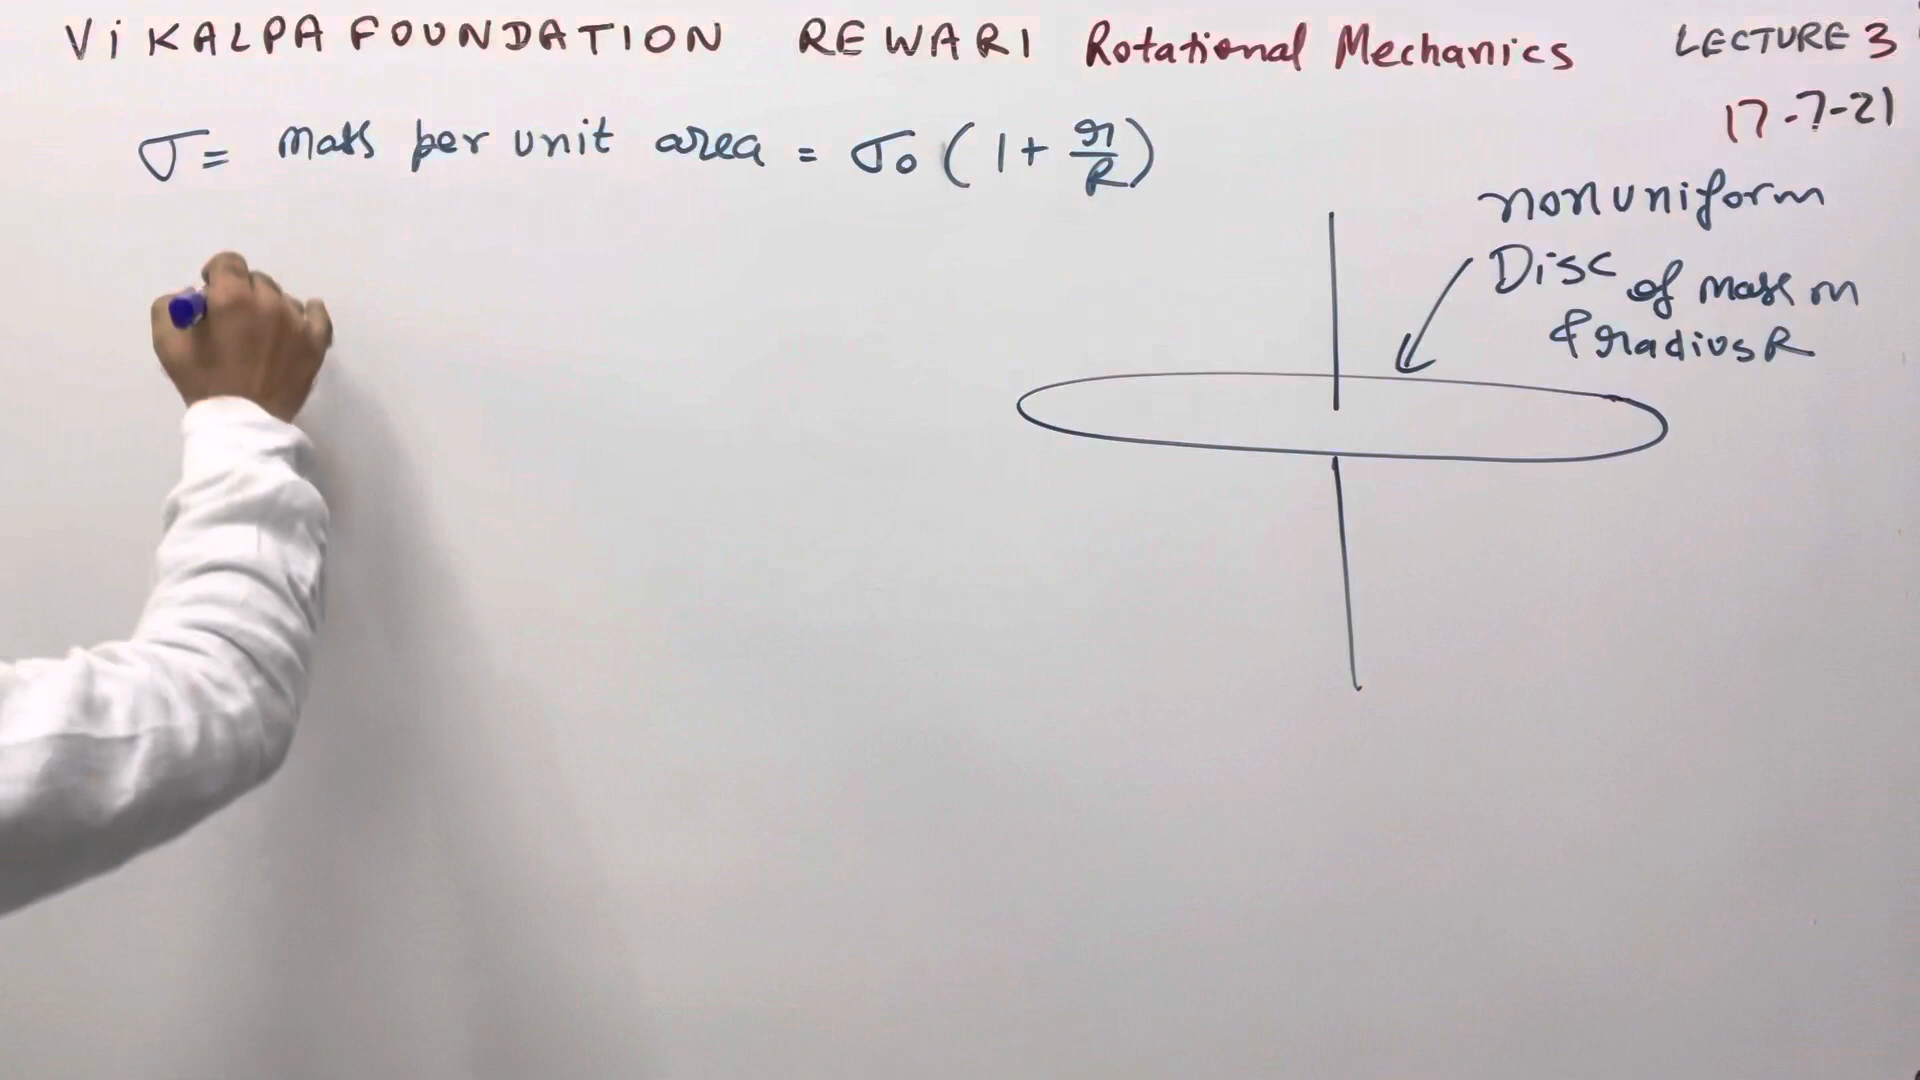 ViKALPA FOUNDATION REWARI Rotational Mechanics LECTURE 3
17-7-21
σ = mass per unit area = σ₀ (1 + r/R)
nonuniform
Disc of mass m
& radius R